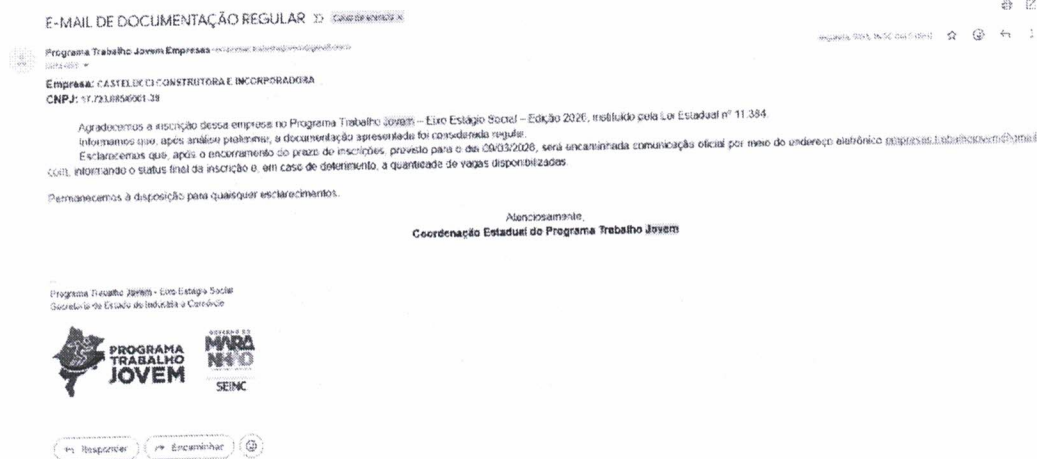 E-MAIL DE DOCUMENTAÇÃO REGULAR
Programa Trabalho Jovem Empresas
Empresa: CASTELUCCI CONSTRUTORA E INCORPORADORA
CNPJ:
Agradecemos a inscrição dessa empresa no Programa Trabalho Jovem – Eixo Estágio Social – Edição 2026, instituído pela Lei Estadual nº 11.384.
Informamos que, após análise preliminar, a documentação apresentada foi considerada regular.
Esclarecemos que, após o encerramento do prazo de inscrições, previsto para o dia 09/03/2026, será encaminhada comunicação oficial por meio do endereço eletrônico
com, informando o status final da inscrição e, em caso de deferimento, a quantidade de vagas disponibilizadas.
Permanecemos à disposição para quaisquer esclarecimentos.
Atenciosamente,
Coordenação Estadual do Programa Trabalho Jovem
Programa Trabalho Jovem - Eixo Estágio Social
Secretaria de Estado de Indústria e Comércio
PROGRAMA
TRABALHO
JOVEM
GOVERNO DO
MARA
NHÃO
SEINC
Responder
Encaminhar